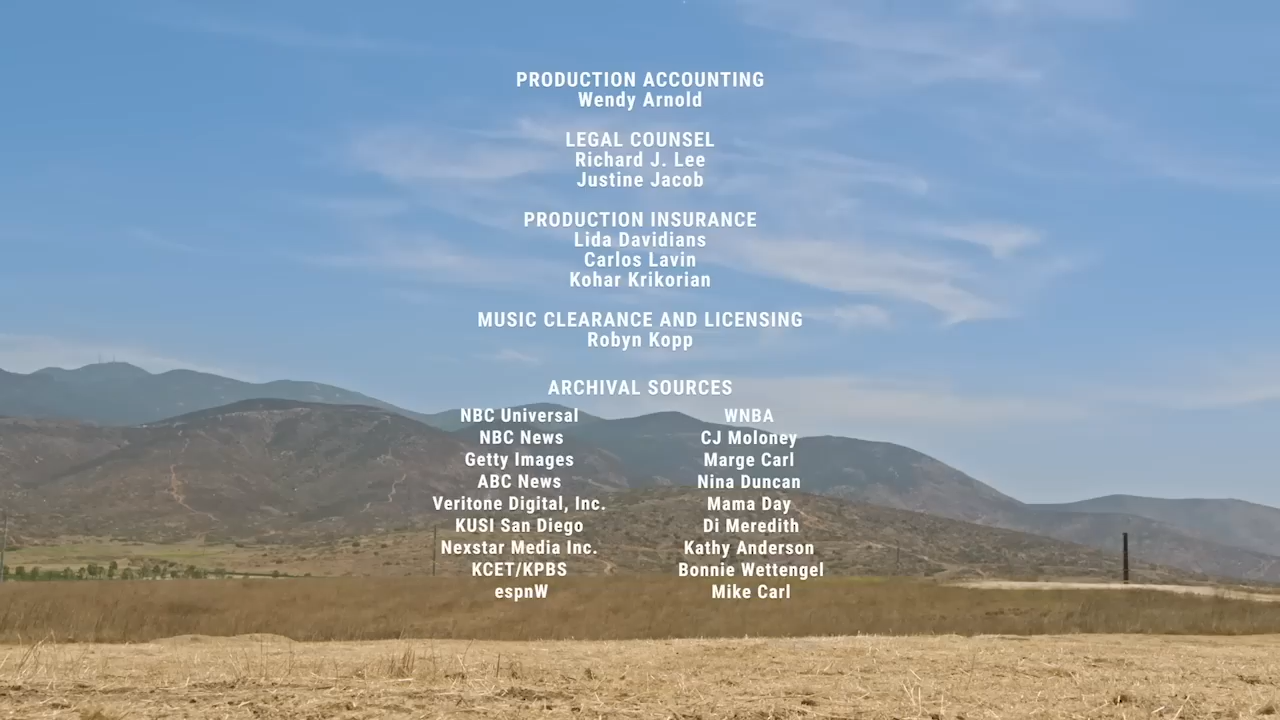 PRODUCTION ACCOUNTING
Wendy Arnold
LEGAL COUNSEL
Richard J. Lee
Justine Jacob
PRODUCTION INSURANCE
Lida Davidians
Carlos Lavin
Kohar Krikorian
MUSIC CLEARANCE AND LICENSING
Robyn Kopp
ARCHIVAL SOURCES
NBC Universal
NBC News
Getty Images
ABC News
Veritone Digital, Inc.
KUSI San Diego
Nexstar Media Inc.
KCET/KPBS
espnW
WNBA
CJ Moloney
Marge Carl
Nina Duncan
Mama Day
Di Meredith
Kathy Anderson
Bonnie Wettengel
Mike Carl